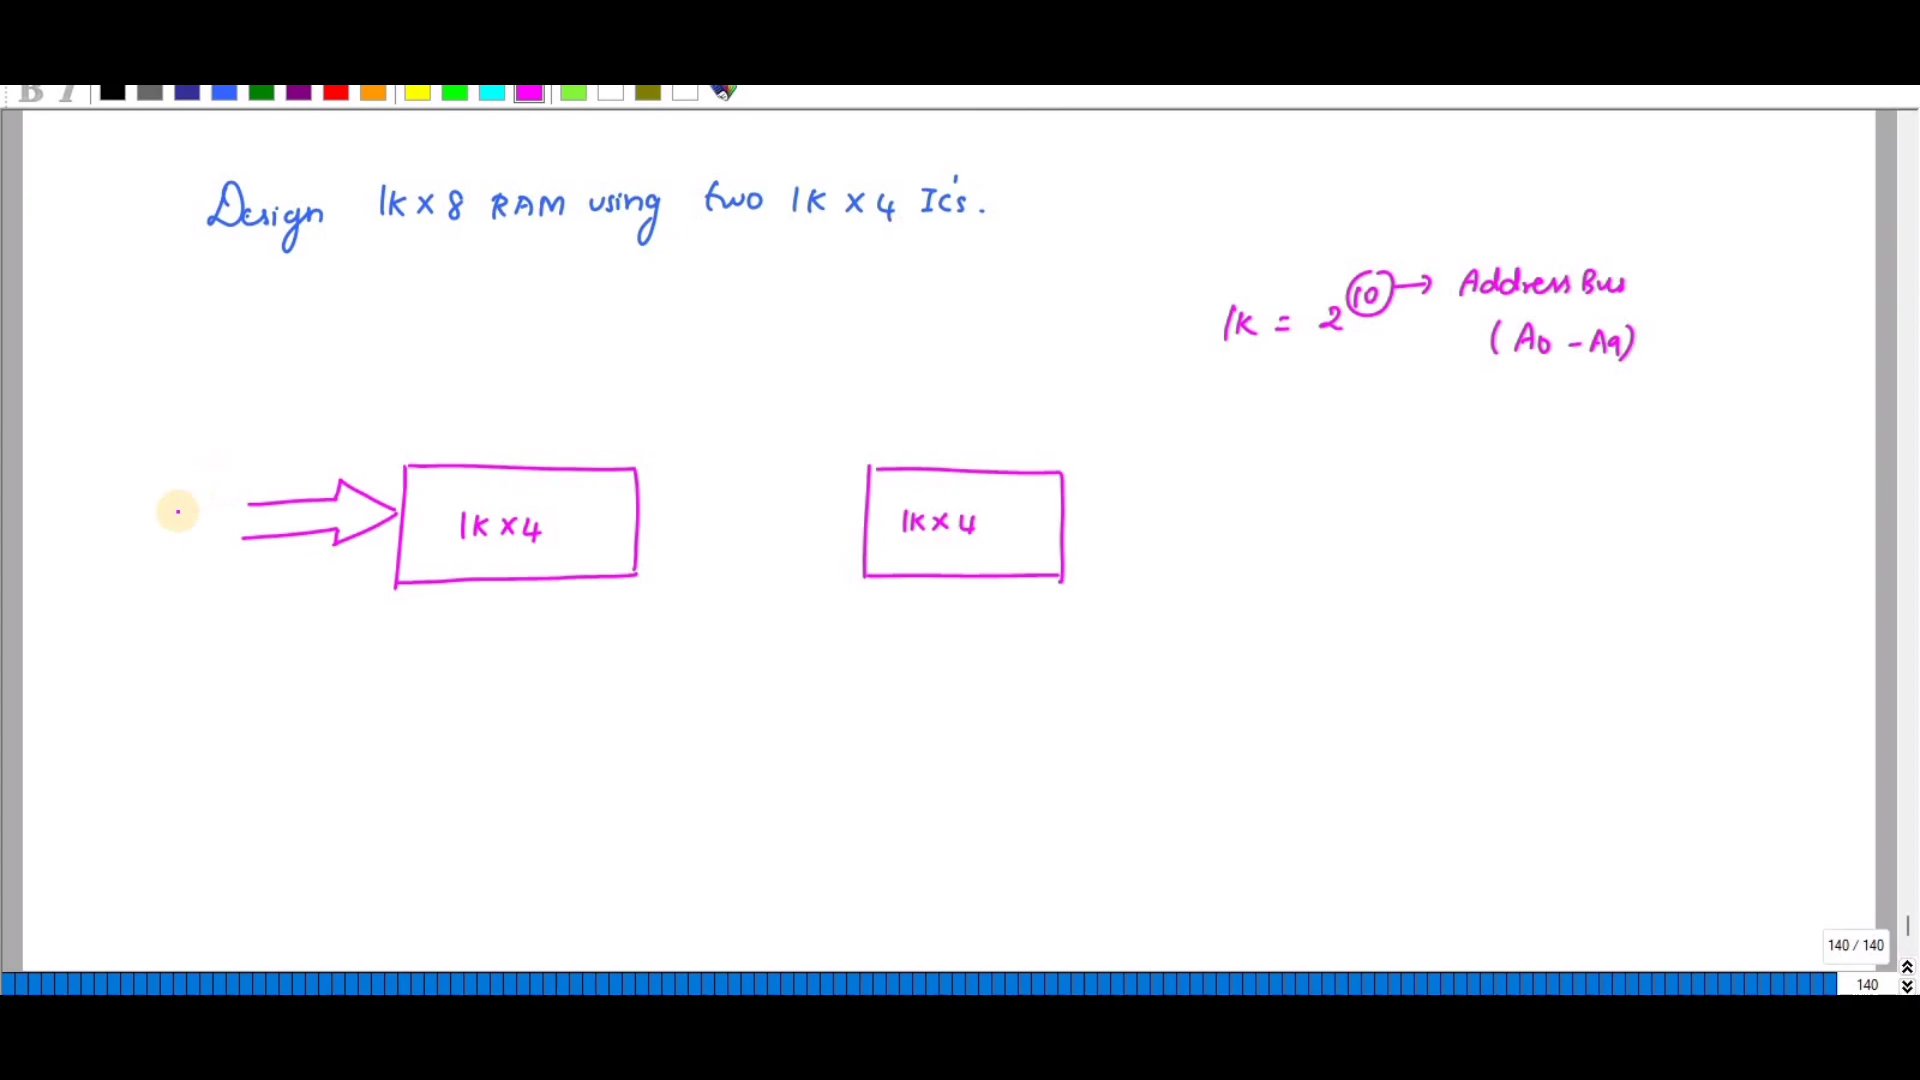 B I
Design 1K × 8 RAM using two 1K × 4 Ic's.
1K = 2^10 → Address Bus
(A0 - A9)
1K × 4
1K × 4
140 / 140
140